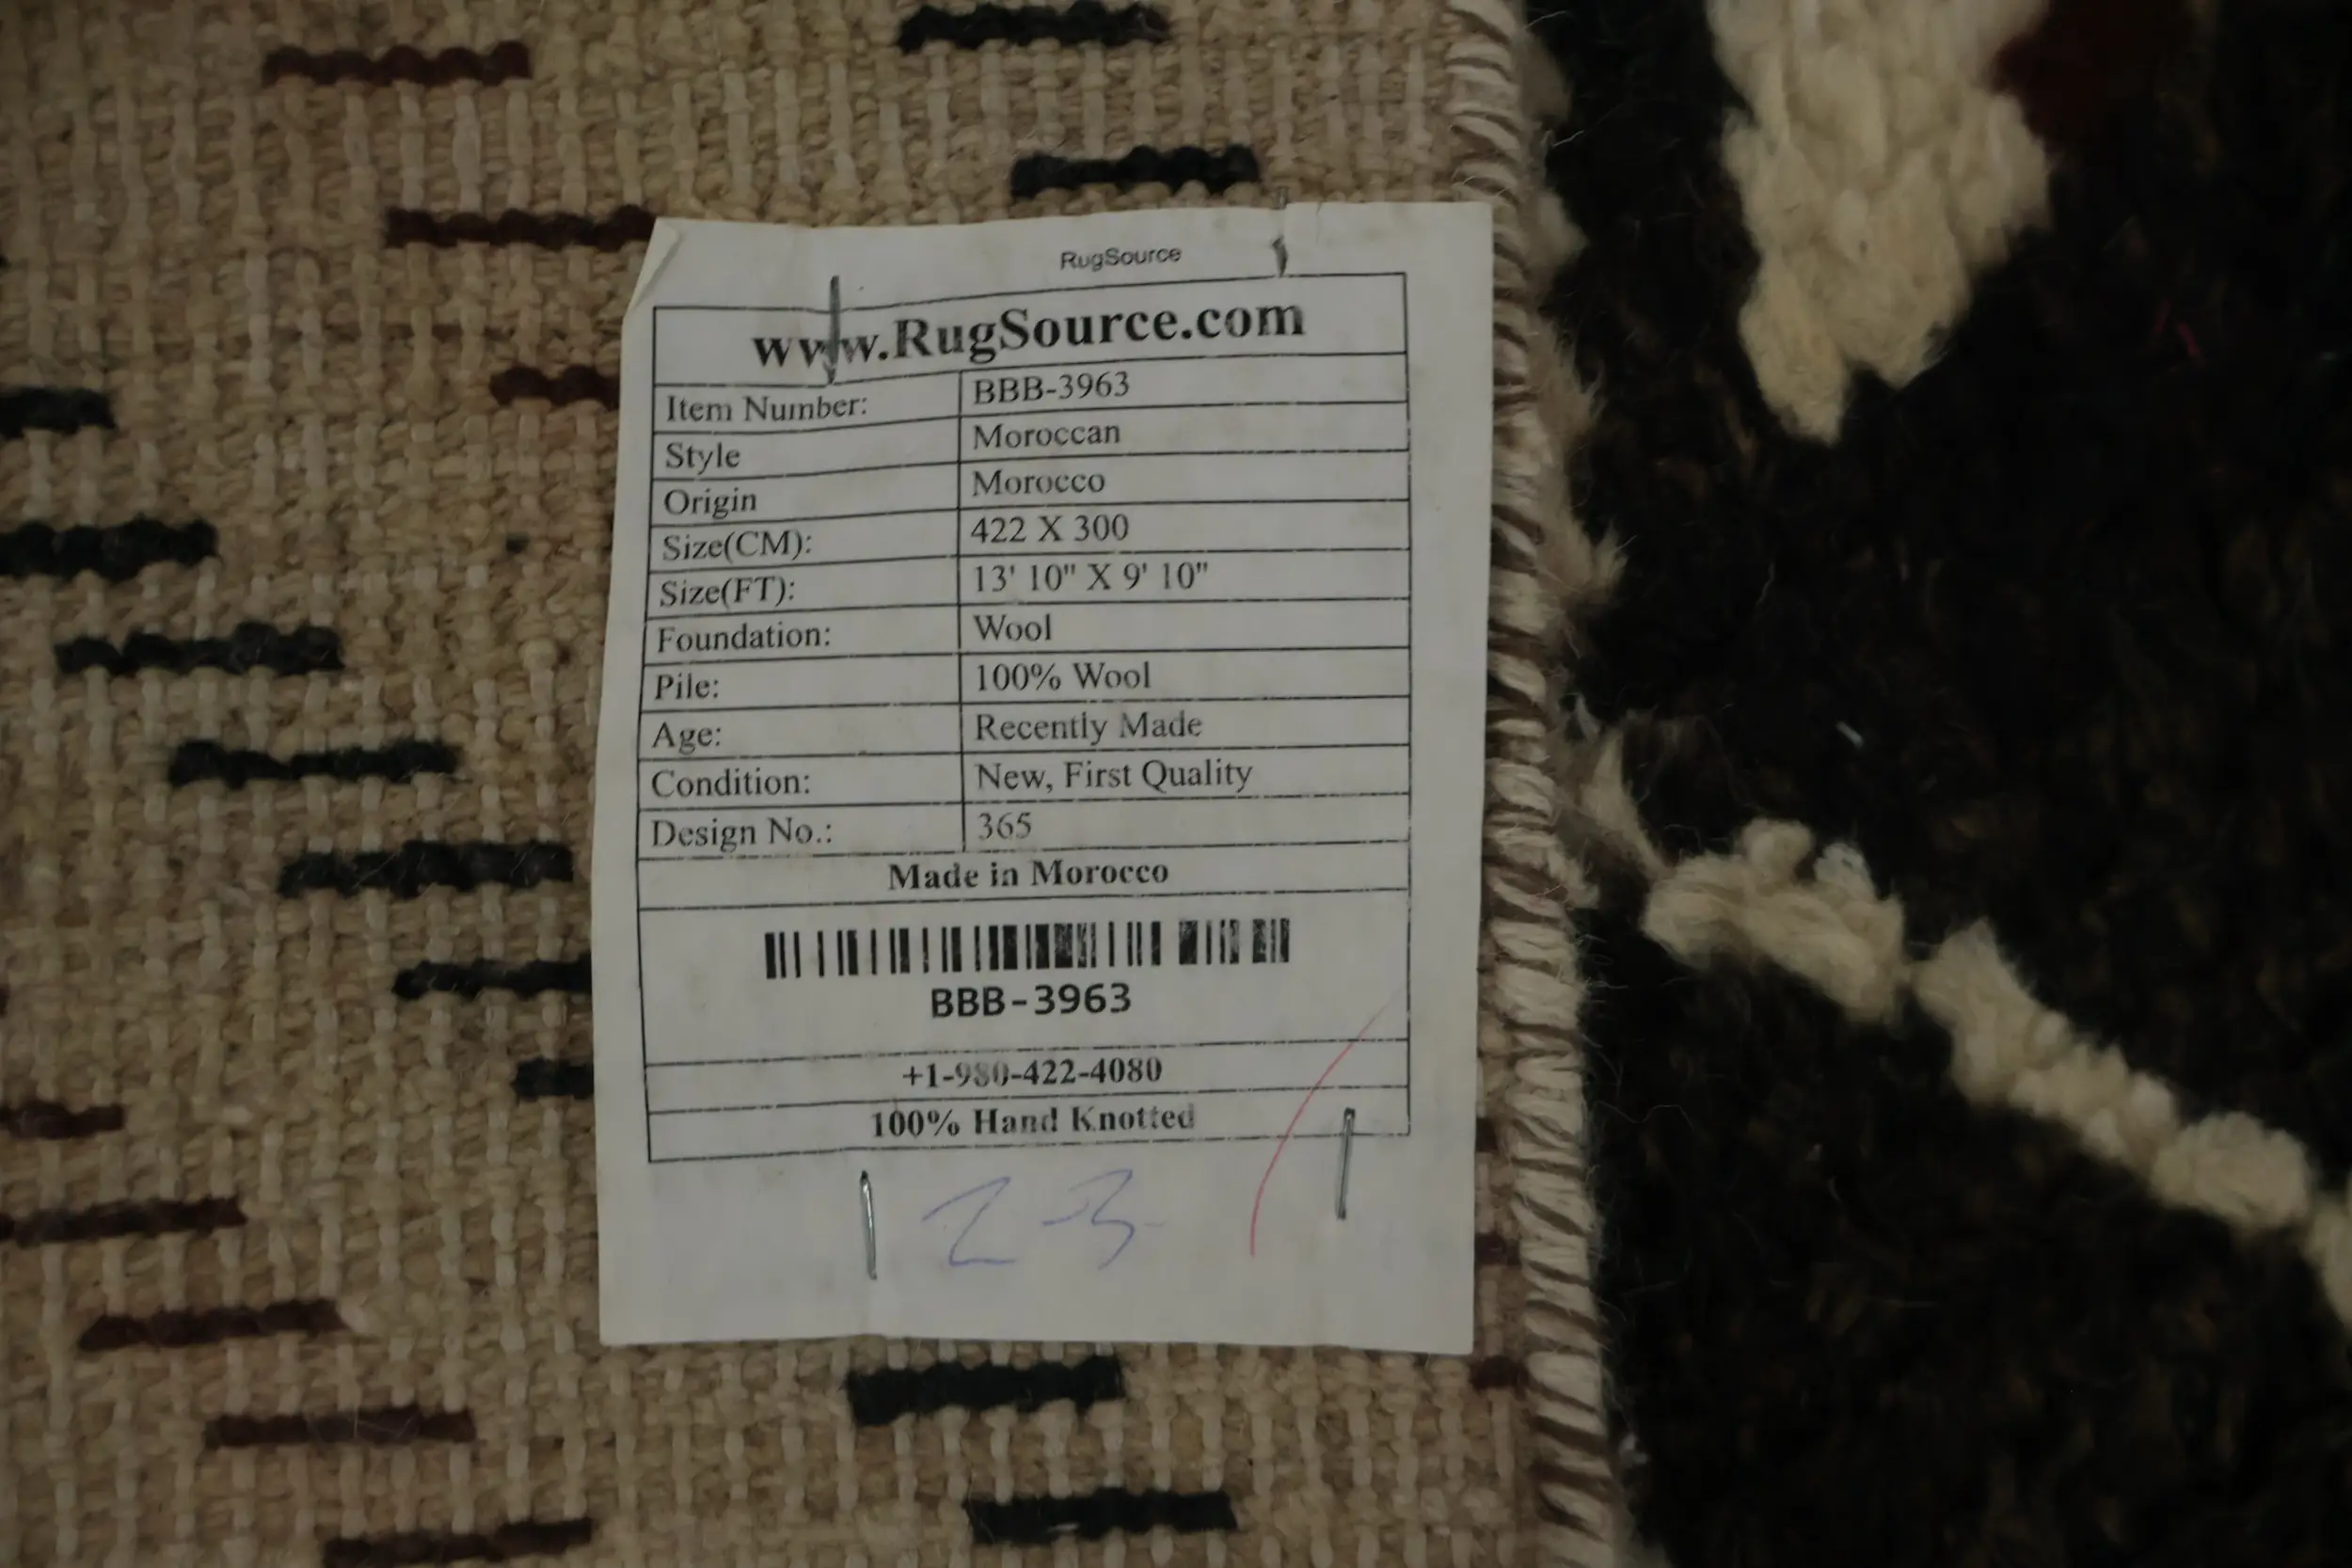 RugSource
www.RugSource.com
Item Number: BBB-3963
Style Moroccan
Origin Morocco
Size(CM): 422 X 300
Size(FT): 13' 10" X 9' 10"
Foundation: Wool
Pile: 100% Wool
Age: Recently Made
Condition: New, First Quality
Design No.: 365
Made in Morocco
BBB-3963
+1-980-422-4080
100% Hand Knotted
23